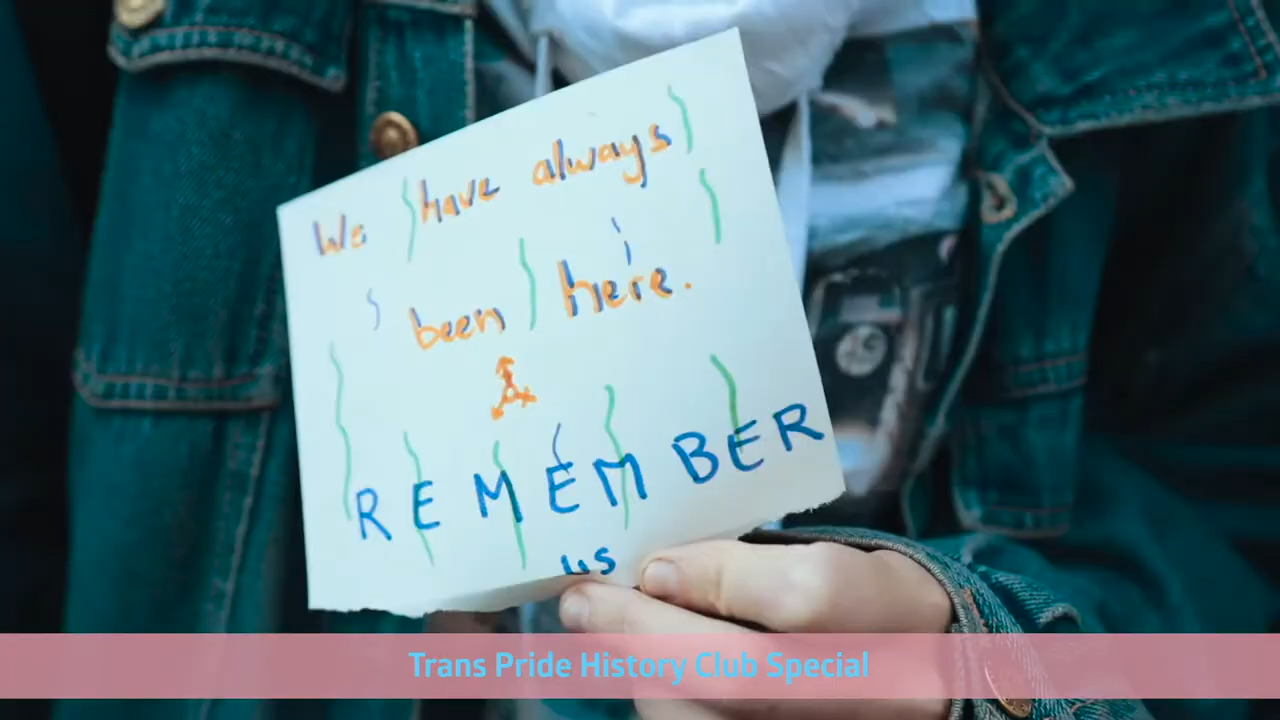 We have always
been here.
REMEMBER
us
Trans Pride History Club Special